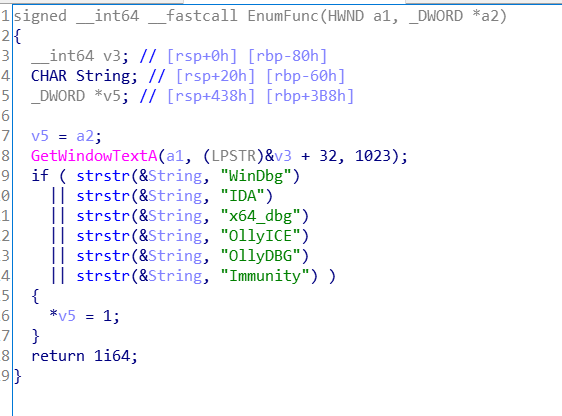 signed __int64 __fastcall EnumFunc(HWND a1, _DWORD *a2)
2 {
3   __int64 v3; // [rsp+0h] [rbp-80h]
4   CHAR String; // [rsp+20h] [rbp-60h]
5   _DWORD *v5; // [rsp+438h] [rbp+3B8h]
6
7   v5 = a2;
8   GetWindowTextA(a1, (LPSTR)&v3 + 32, 1023);
9   if ( strstr(&String, "WinDbg")
0     || strstr(&String, "IDA")
1     || strstr(&String, "x64_dbg")
2     || strstr(&String, "OllyICE")
3     || strstr(&String, "OllyDBG")
4     || strstr(&String, "Immunity") )
5   {
6     *v5 = 1;
7   }
8   return 1i64;
9 }